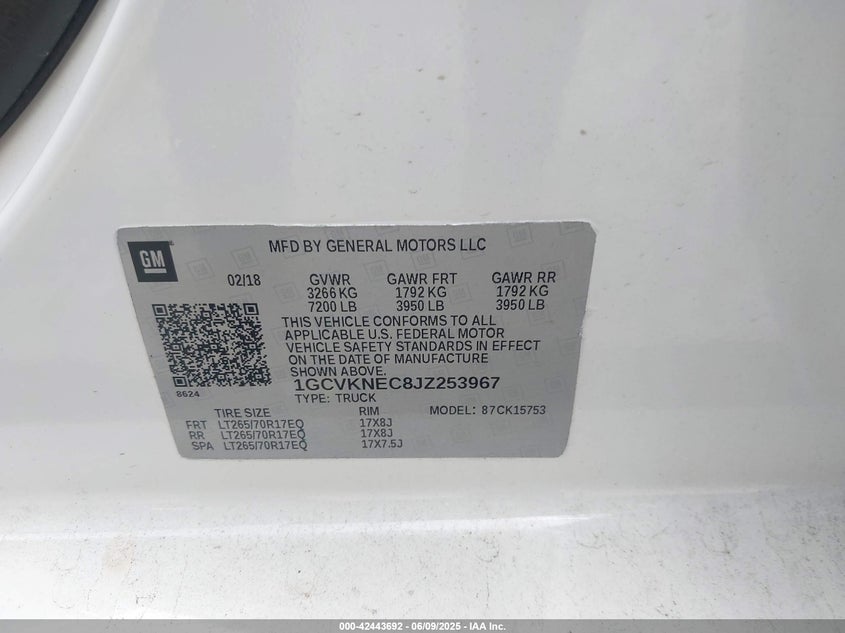 GM
MFD BY GENERAL MOTORS LLC
02/18 GVWR GAWR FRT GAWR RR
3266 KG 1792 KG 1792 KG
7200 LB 3950 LB 3950 LB
THIS VEHICLE CONFORMS TO ALL
APPLICABLE U.S. FEDERAL MOTOR
VEHICLE SAFETY STANDARDS IN EFFECT
ON THE DATE OF MANUFACTURE
SHOWN ABOVE.
8624
1GCVKNEC8JZ253967
TYPE: TRUCK
TIRE SIZE RIM MODEL: 87CK15753
FRT LT265/70R17EQ 17X8J
RR LT265/70R17EQ 17X8J
SPA LT265/70R17EQ 17X7.5J
000-42443692 - 06/09/2025 - IAA Inc.